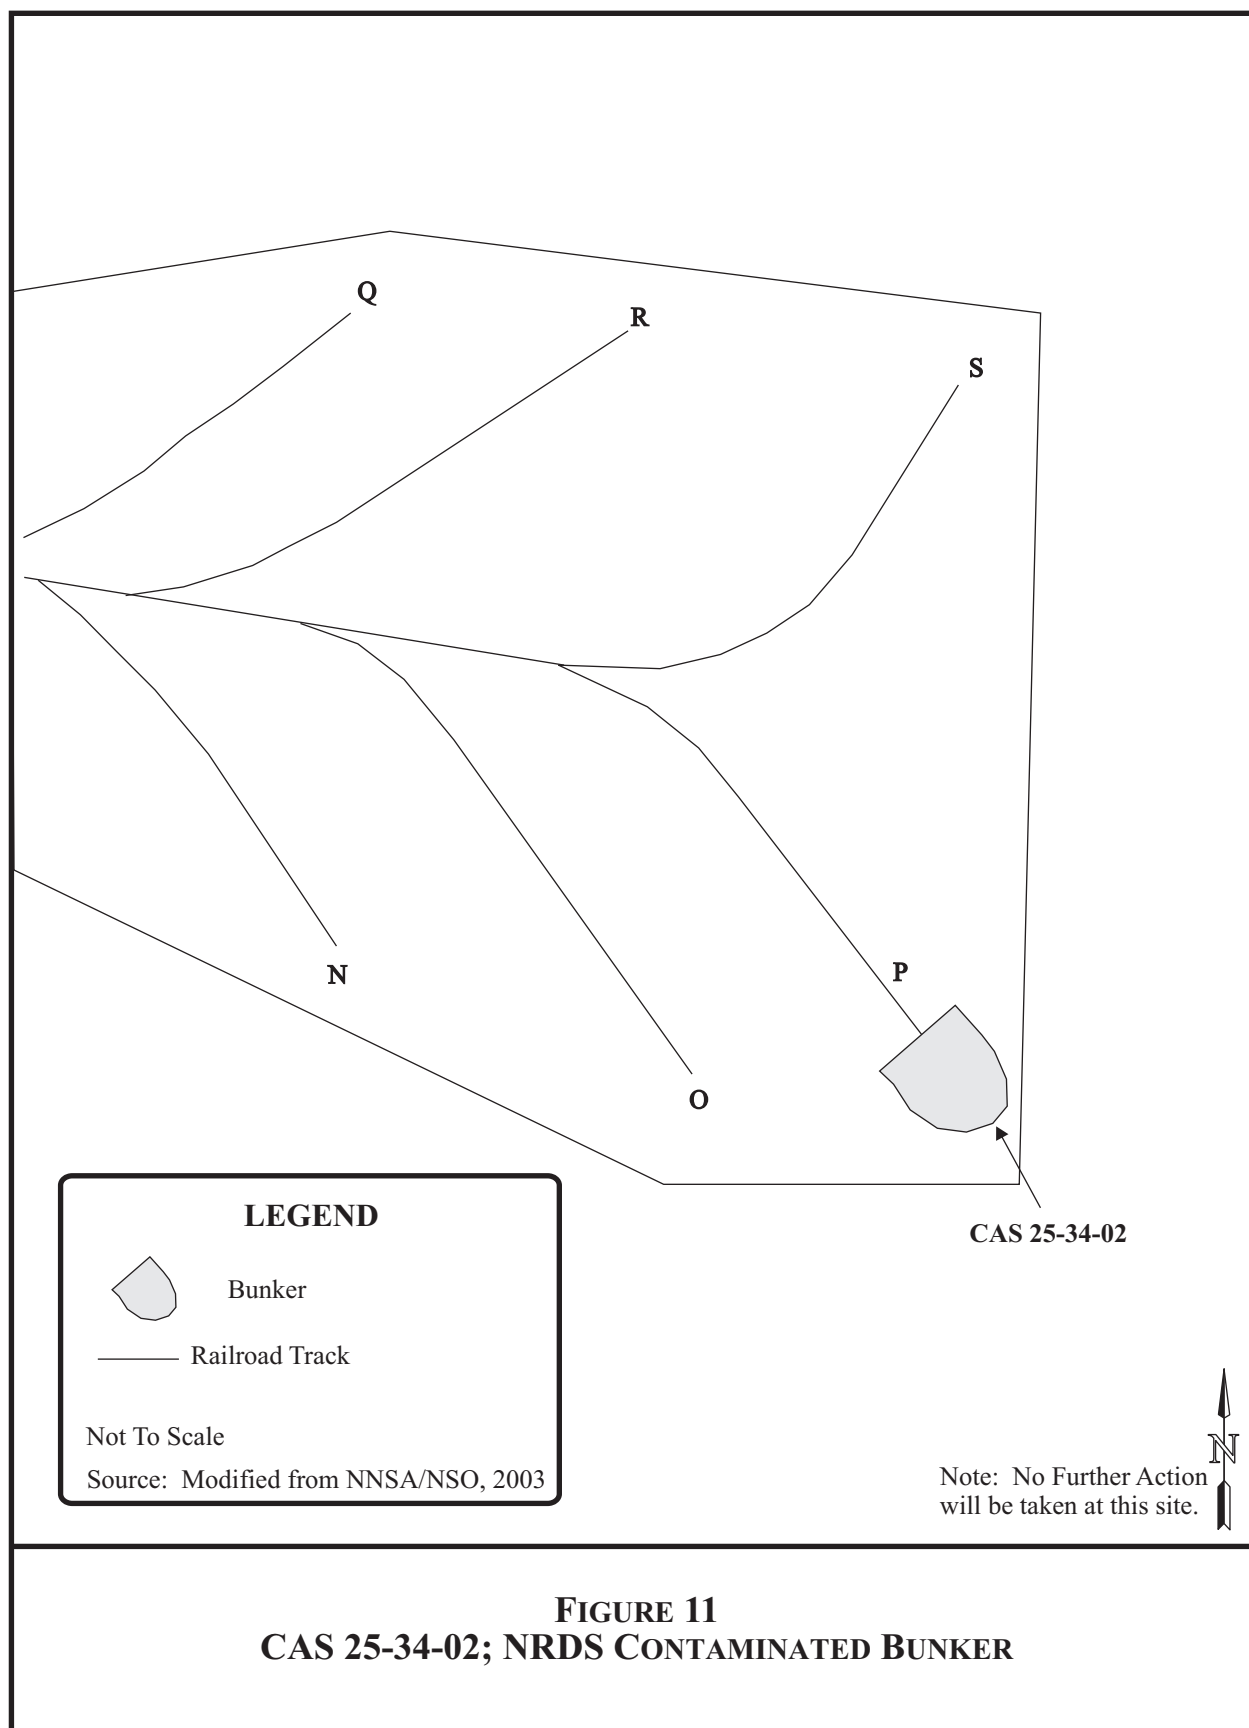 Q
R
S
N
P
O
CAS 25-34-02
LEGEND
Bunker
Railroad Track
Not To Scale
Source: Modified from NNSA/NSO, 2003
N
Note: No Further Action
will be taken at this site.
FIGURE 11
CAS 25-34-02; NRDS CONTAMINATED BUNKER